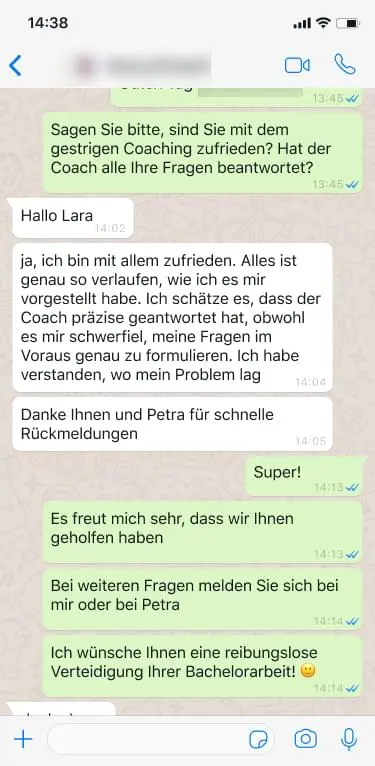 14:38
13:45
Sagen Sie bitte, sind Sie mit dem
gestrigen Coaching zufrieden? Hat der
Coach alle Ihre Fragen beantwortet?
13:45
Hallo Lara
14:02
ja, ich bin mit allem zufrieden. Alles ist
genau so verlaufen, wie ich es mir
vorgestellt habe. Ich schätze es, dass der
Coach präzise geantwortet hat, obwohl
es mir schwerfiel, meine Fragen im
Voraus genau zu formulieren. Ich habe
verstanden, wo mein Problem lag
14:04
Danke Ihnen und Petra für schnelle
Rückmeldungen
14:05
Super!
14:13
Es freut mich sehr, dass wir Ihnen
geholfen haben
14:13
Bei weiteren Fragen melden Sie sich bei
mir oder bei Petra
14:14
Ich wünsche Ihnen eine reibungslose
Verteidigung Ihrer Bachelorarbeit! 🙂
14:14